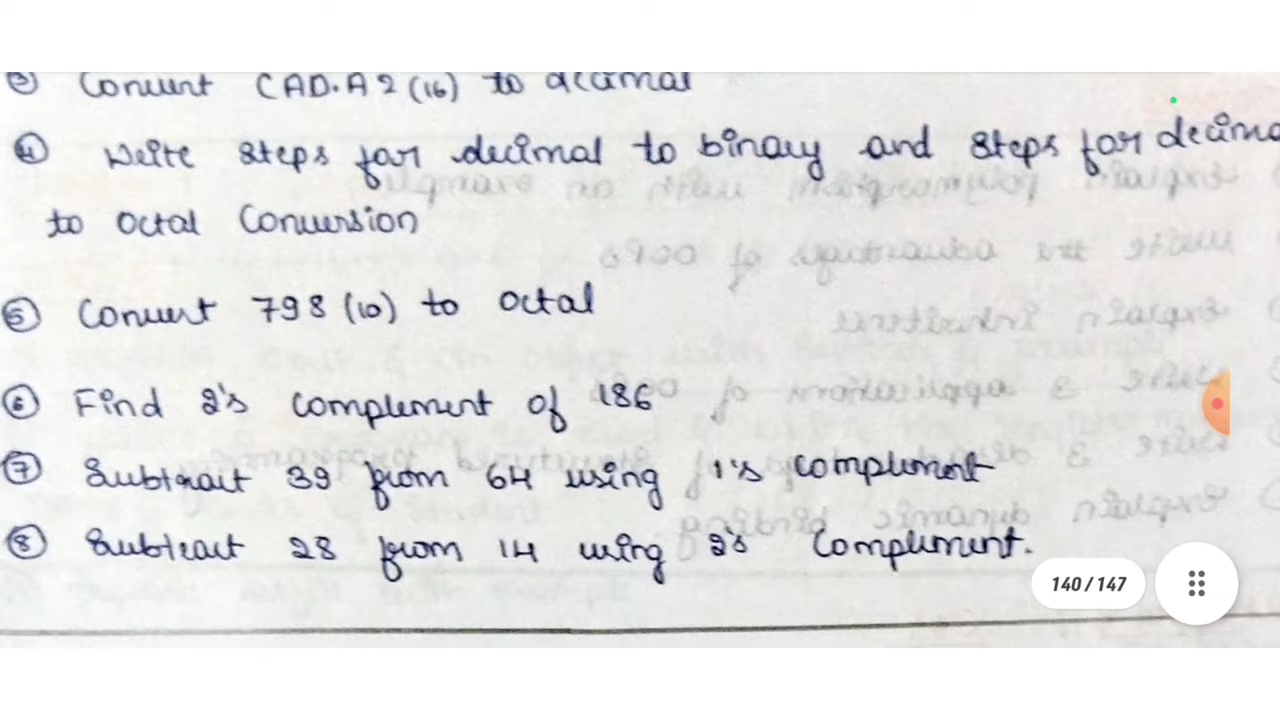 ③ Convert CAD.A2 (16) to decimal
④ Write steps for decimal to binary and steps for decima
to octal Conversion
⑤ Convert 798 (10) to octal
⑥ Find 2's complement of 186
⑦ Subtract 39 from 64 using 1's complement
⑧ Subtract 28 from 14 using 2's complement.
140 / 147